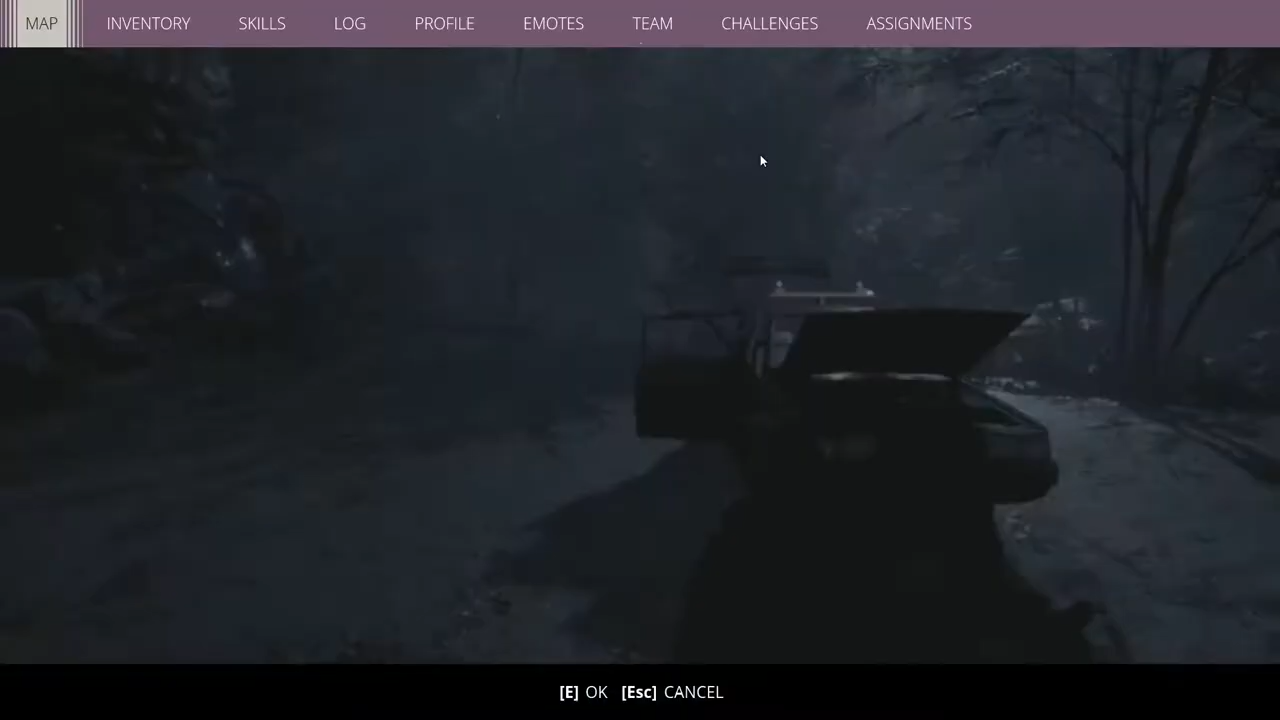 MAP INVENTORY SKILLS LOG PROFILE EMOTES TEAM CHALLENGES ASSIGNMENTS
[E] OK [Esc] CANCEL